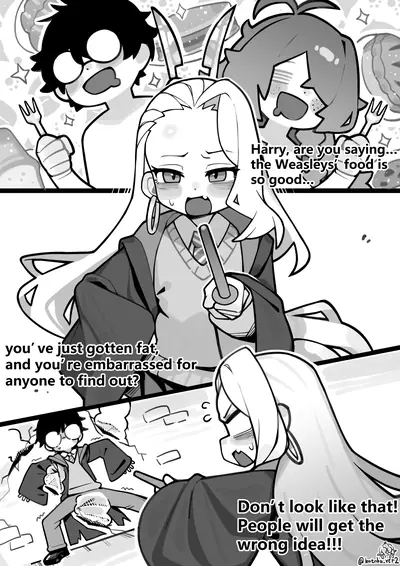 Harry, are you saying...
the Weasleys' food is
so good...
you've just gotten fat,
and you're embarrassed for
anyone to find out?
Don't look like that!
People will get the
wrong idea!!!